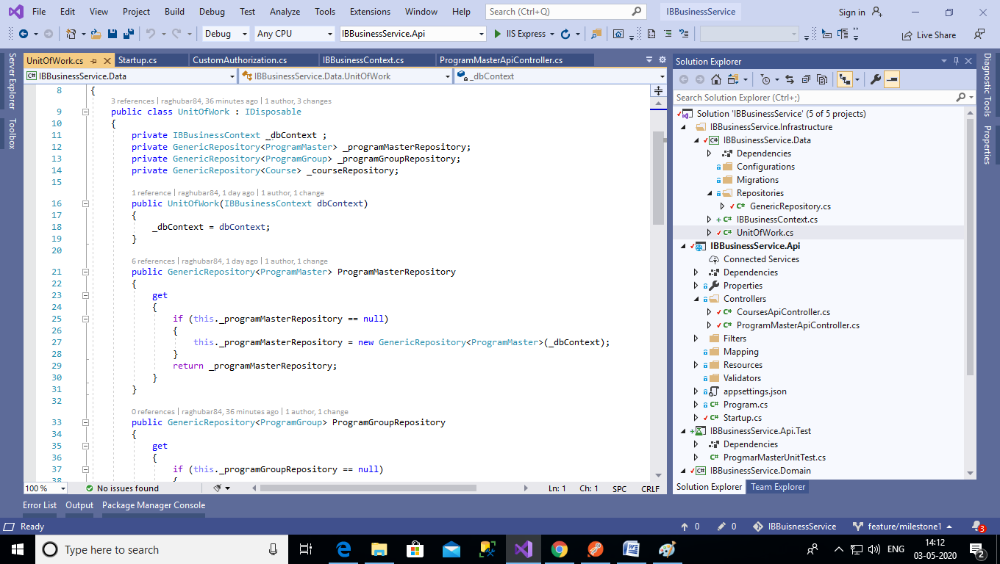 File Edit View Project Build Debug Test Analyze Tools Extensions Window Help Search (Ctrl+Q) IBBusinessService Sign in
Debug Any CPU IBBusinessService.Api IIS Express Live Share
Server Explorer
Toolbox
UnitOfWork.cs Startup.cs CustomAuthorization.cs IBBusinessContext.cs ProgramMasterApiController.cs
C# IBBusinessService.Data IBBusinessService.Data.UnitOfWork _dbContext
8 {
3 references | raghubar84, 36 minutes ago | 1 author, 3 changes
9 public class UnitOfWork : IDisposable
10 {
11 private IBBusinessContext _dbContext ;
12 private GenericRepository<ProgramMaster> _programMasterRepository;
13 private GenericRepository<ProgramGroup> _programGroupRepository;
14 private GenericRepository<Course> _courseRepository;
15
1 reference | raghubar84, 1 day ago | 1 author, 1 change
16 public UnitOfWork(IBBusinessContext dbContext)
17 {
18 _dbContext = dbContext;
19 }
20
6 references | raghubar84, 1 day ago | 1 author, 1 change
21 public GenericRepository<ProgramMaster> ProgramMasterRepository
22 {
23 get
24 {
25 if (this._programMasterRepository == null)
26 {
27 this._programMasterRepository = new GenericRepository<ProgramMaster>(_dbContext);
28 }
29 return _programMasterRepository;
30 }
31 }
32
0 references | raghubar84, 36 minutes ago | 1 author, 1 change
33 public GenericRepository<ProgramGroup> ProgramGroupRepository
34 {
35 get
36 {
37 if (this._programGroupRepository == null)
38 {
100 % No issues found Ln: 1 Ch: 1 SPC CRLF
Solution Explorer
Search Solution Explorer (Ctrl+;)
Solution 'IBBusinessService' (5 of 5 projects)
IBBusinessService.Infrastructure
C# IBBusinessService.Data
Dependencies
Configurations
Migrations
Repositories
C# GenericRepository.cs
C# IBBusinessContext.cs
C# UnitOfWork.cs
IBBusinessService.Api
Connected Services
Dependencies
Properties
Controllers
C# CoursesApiController.cs
C# ProgramMasterApiController.cs
Filters
Mapping
Resources
Validators
appsettings.json
C# Program.cs
C# Startup.cs
IBBusinessService.Api.Test
Dependencies
C# ProgmarMasterUnitTest.cs
C# IBBusinessService.Domain
Solution Explorer Team Explorer
Diagnostic Tools
Properties
Error List Output Package Manager Console
Ready 0 0 IBBuisnessService feature/milestone1 3
Type here to search ENG 14:12 2
03-05-2020